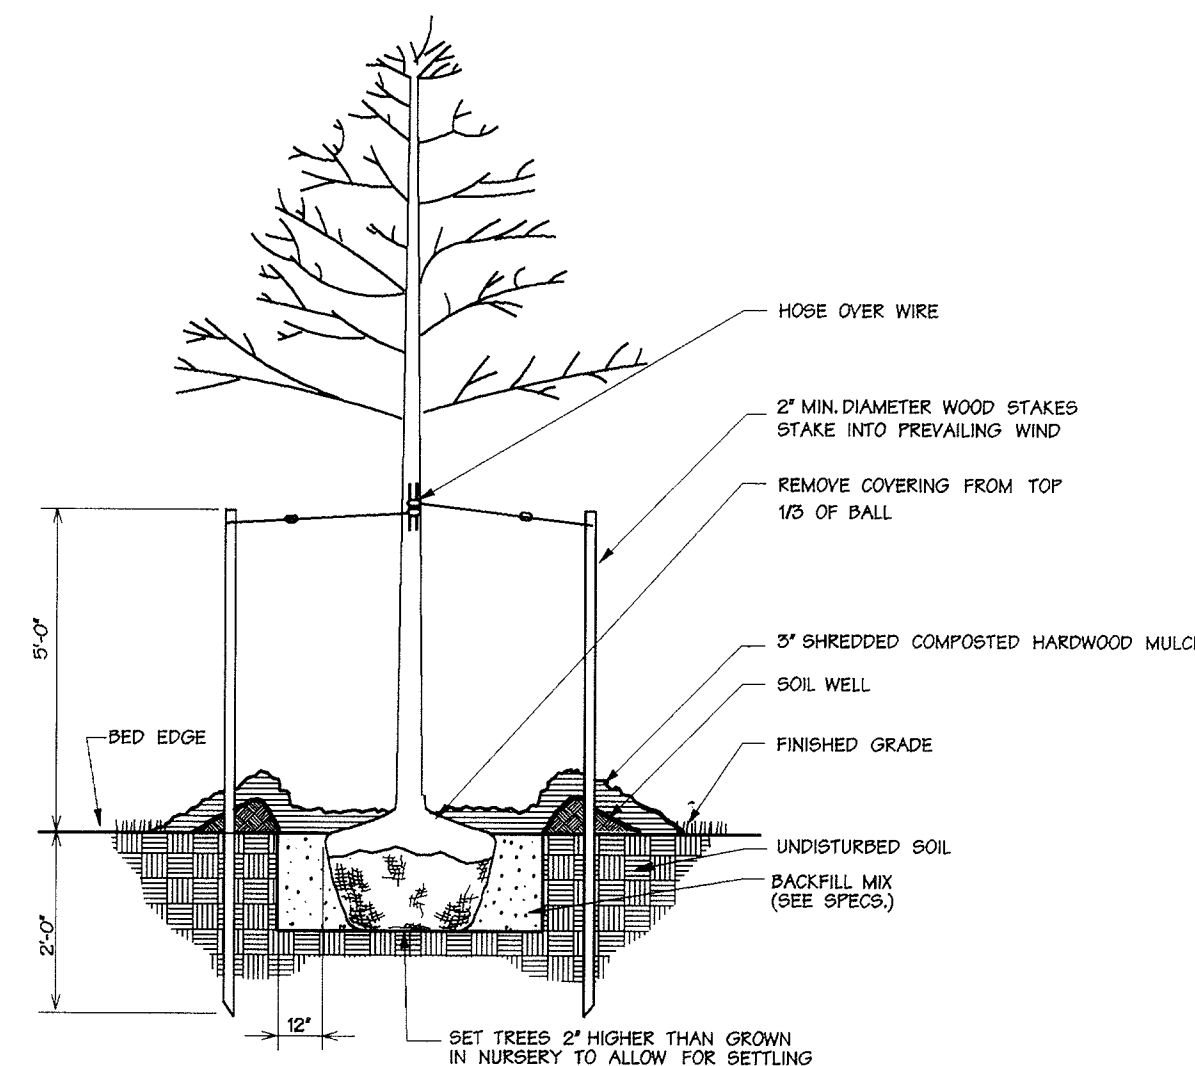 HOSE OVER WIRE
2" MIN. DIAMETER WOOD STAKES
STAKE INTO PREVAILING WIND
REMOVE COVERING FROM TOP
1/3 OF BALL
5'-0"
3" SHREDDED COMPOSTED HARDWOOD MULC
SOIL WELL
BED EDGE
FINISHED GRADE
UNDISTURBED SOIL
BACKFILL MIX
(SEE SPECS.)
2'-0"
12"
SET TREES 2" HIGHER THAN GROWN
IN NURSERY TO ALLOW FOR SETTLING